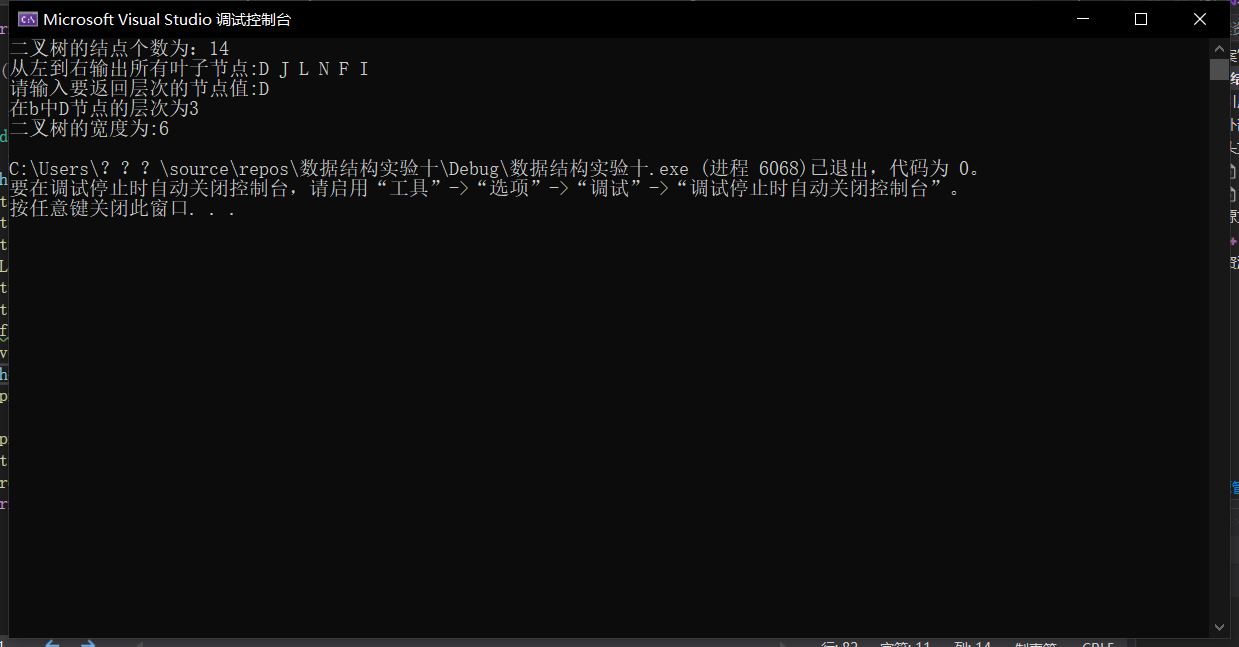 Microsoft Visual Studio 调试控制台
二叉树的结点个数为：14
从左到右输出所有叶子节点:D J L N F I
请输入要返回层次的节点值:D
在b中D节点的层次为3
二叉树的宽度为:6
C:\Users\？？？\source\repos\数据结构实验十\Debug\数据结构实验十.exe (进程 6068)已退出，代码为 0。
要在调试停止时自动关闭控制台，请启用“工具”->“选项”->“调试”->“调试停止时自动关闭控制台”。
按任意键关闭此窗口. . .